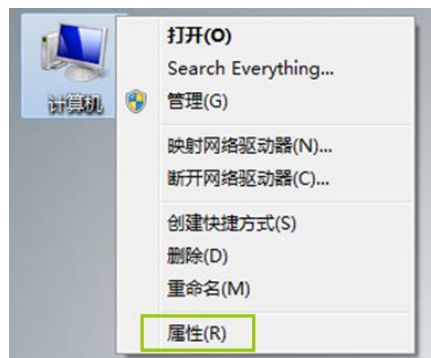 计算机
打开(O)
Search Everything...
管理(G)
映射网络驱动器(N)...
断开网络驱动器(C)...
创建快捷方式(S)
删除(D)
重命名(M)
属性(R)